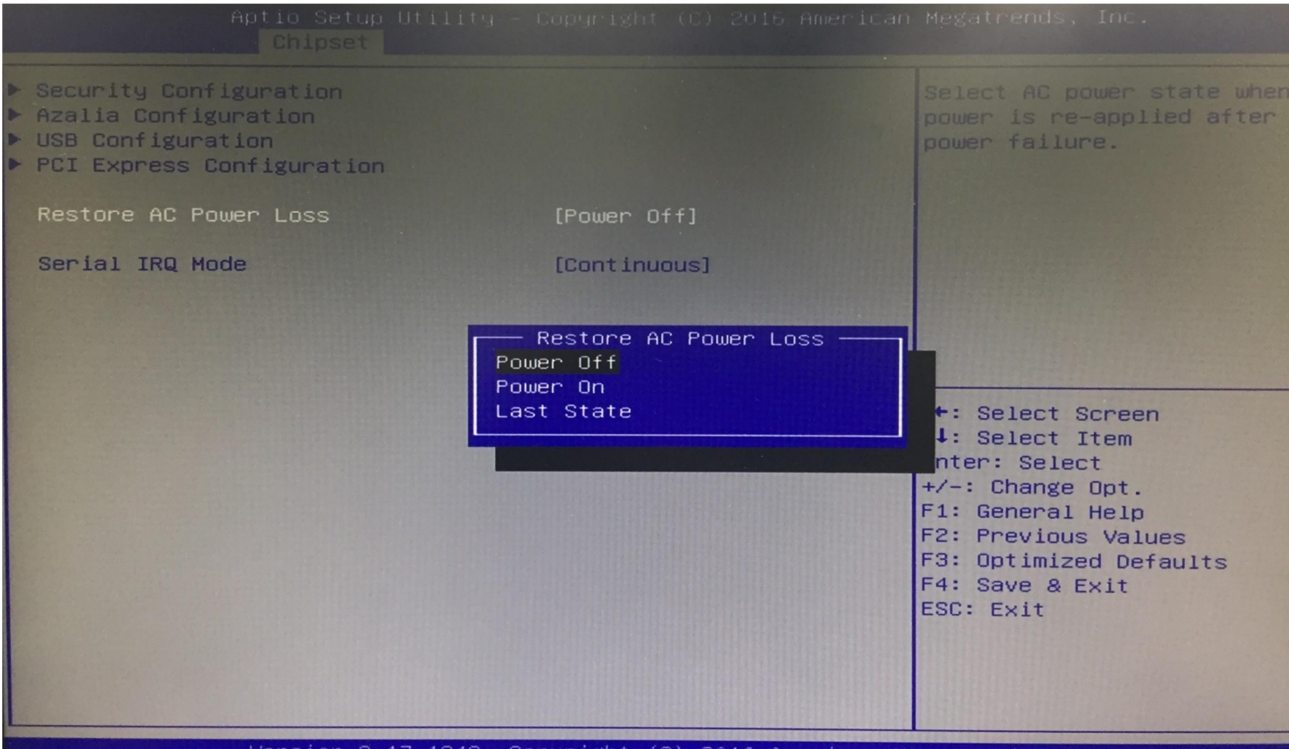 Aptio Setup Utility - Copyright (C) 2016 American Megatrends, Inc.
Chipset
Security Configuration
Azalia Configuration
USB Configuration
PCI Express Configuration
Restore AC Power Loss [Power Off]
Serial IRQ Mode [Continuous]
Select AC power state when
power is re-applied after
power failure.
Restore AC Power Loss
Power Off
Power On
Last State
←: Select Screen
↓: Select Item
nter: Select
+/-: Change Opt.
F1: General Help
F2: Previous Values
F3: Optimized Defaults
F4: Save & Exit
ESC: Exit
Version Copyright (C)